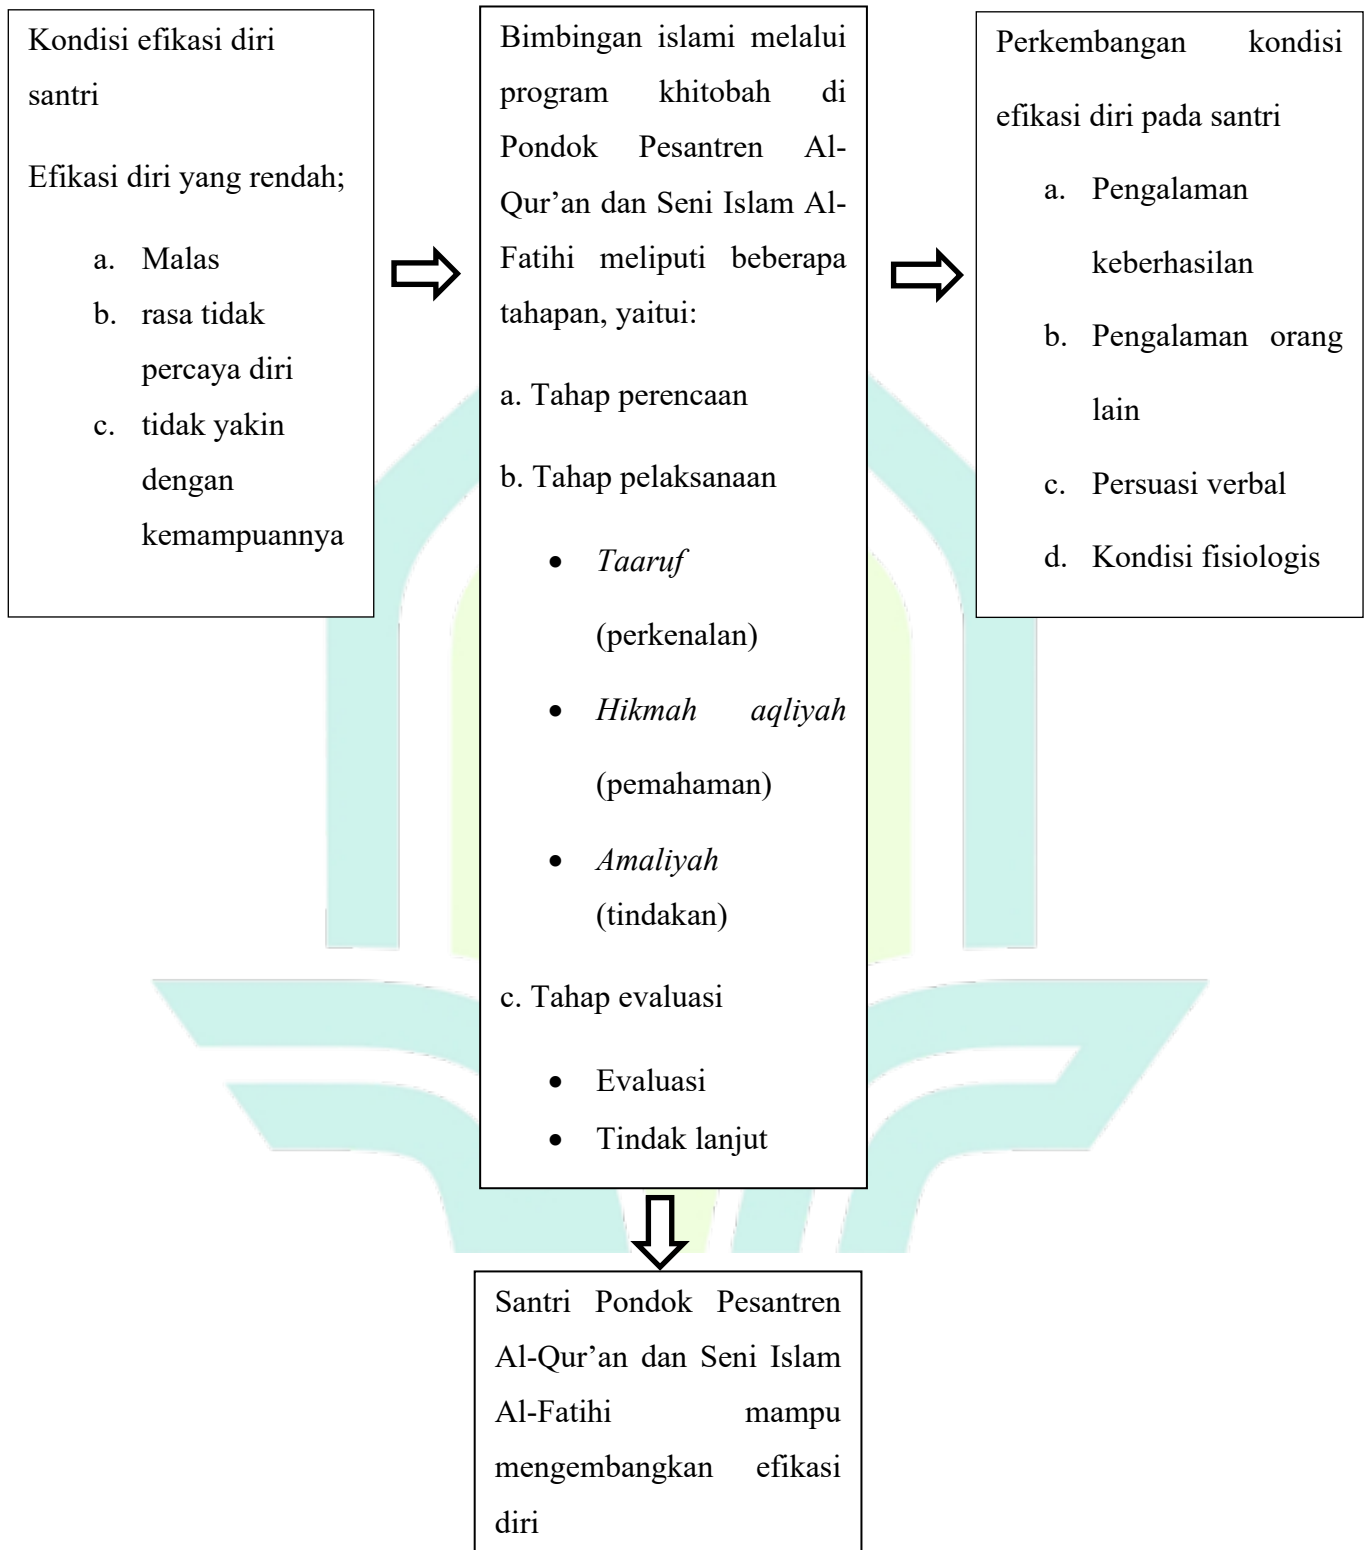 Kondisi efikasi diri
santri
Efikasi diri yang rendah;
a. Malas
b. rasa tidak
percaya diri
c. tidak yakin
dengan
kemampuannya
Bimbingan islami melalui
program khitobah di
Pondok Pesantren Al-
Qur’an dan Seni Islam Al-
Fatihi meliputi beberapa
tahapan, yaitui:
a. Tahap perencaan
b. Tahap pelaksanaan
• Taaruf
(perkenalan)
• Hikmah aqliyah
(pemahaman)
• Amaliyah
(tindakan)
c. Tahap evaluasi
• Evaluasi
• Tindak lanjut
Perkembangan kondisi
efikasi diri pada santri
a. Pengalaman
keberhasilan
b. Pengalaman orang
lain
c. Persuasi verbal
d. Kondisi fisiologis
Santri Pondok Pesantren
Al-Qur’an dan Seni Islam
Al-Fatihi mampu
mengembangkan efikasi
diri